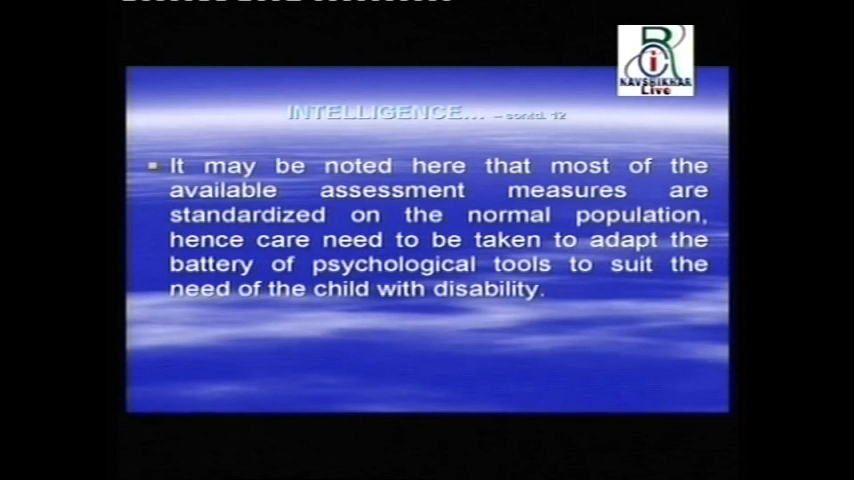 RCi
NAVSHIKHAR
Live
INTELLIGENCE... – contd. 12
It may be noted here that most of the
available assessment measures are
standardized on the normal population,
hence care need to be taken to adapt the
battery of psychological tools to suit the
need of the child with disability.